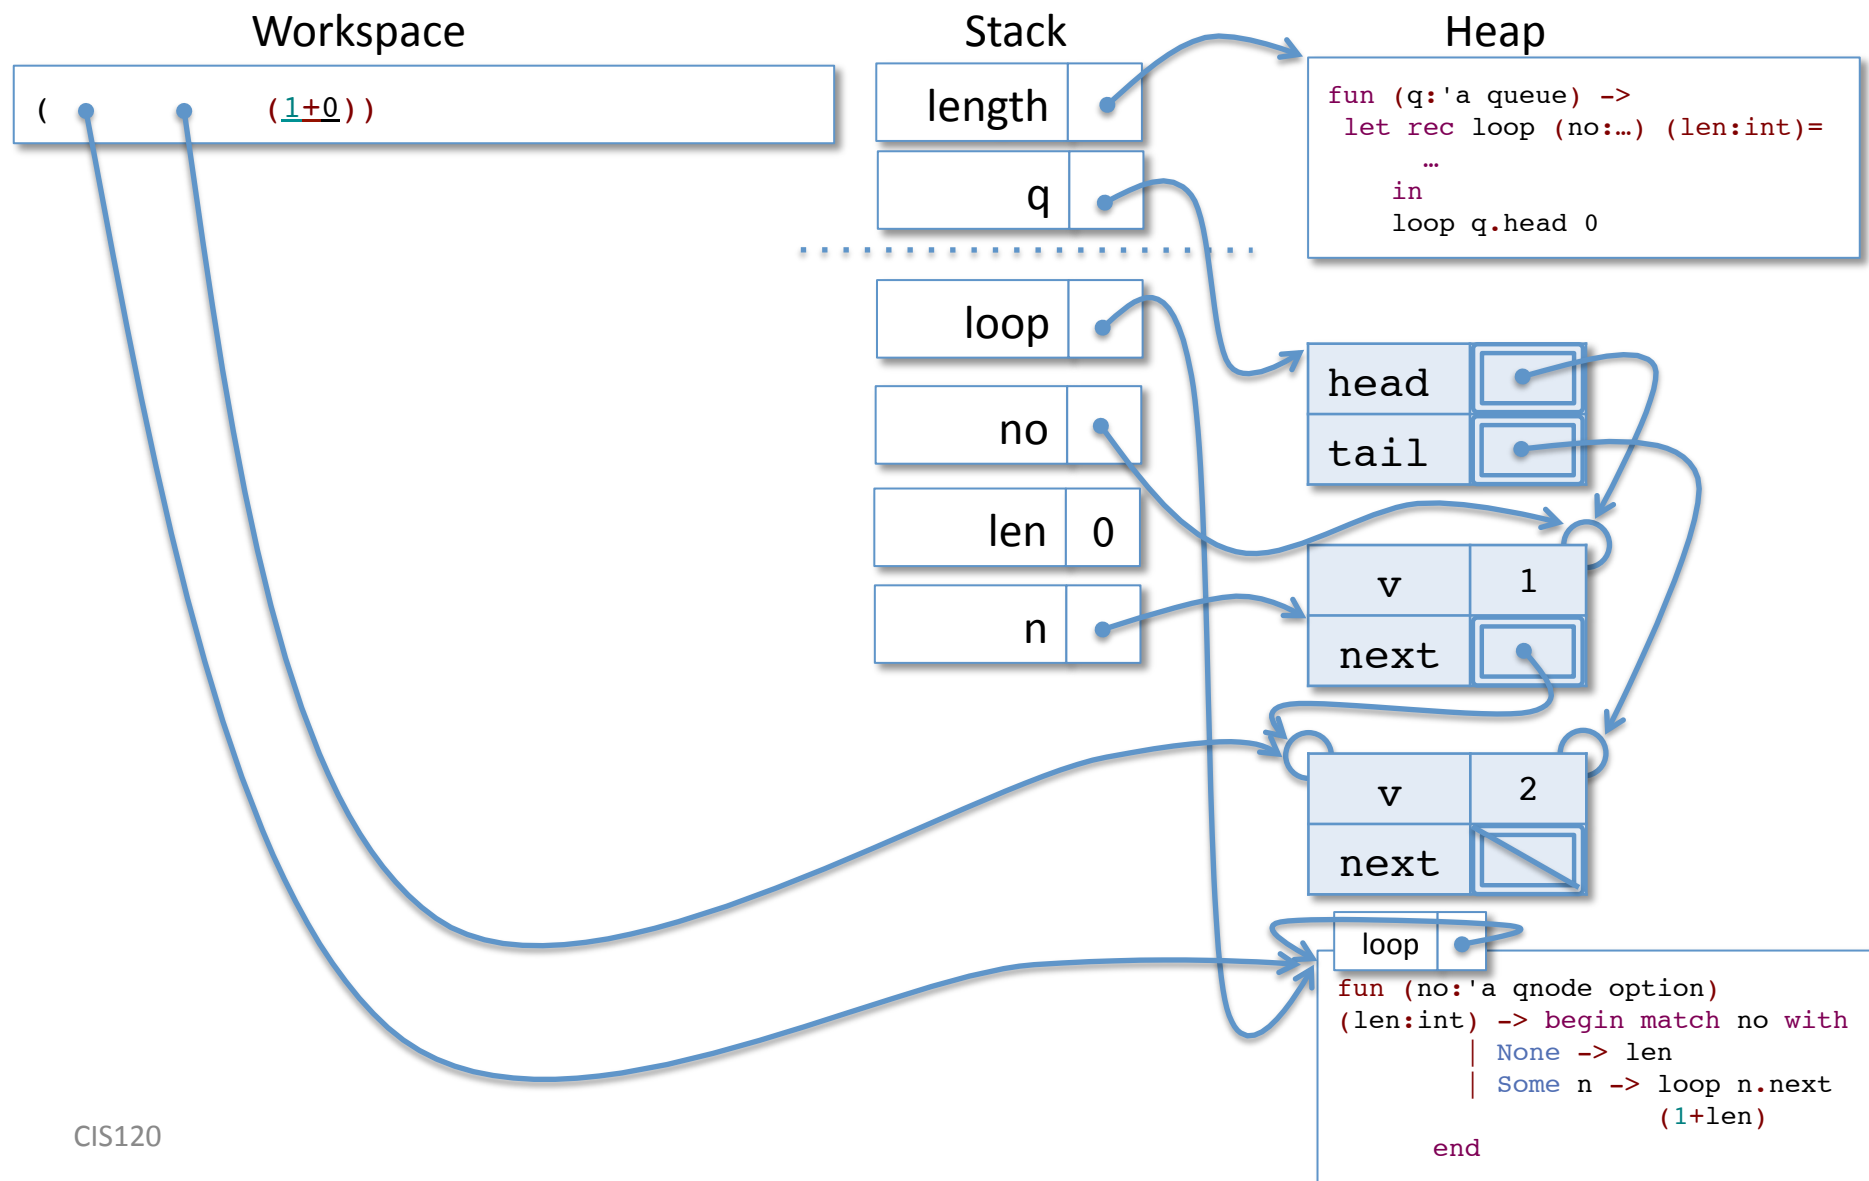 Workspace
Stack
Heap
( (1+0))
length
q
loop
no
len 0
n
fun (q:'a queue) ->
let rec loop (no:…) (len:int)=
…
in
loop q.head 0
head
tail
v 1
next
v 2
next
loop
fun (no:'a qnode option)
(len:int) -> begin match no with
| None -> len
| Some n -> loop n.next
(1+len)
end
CIS120